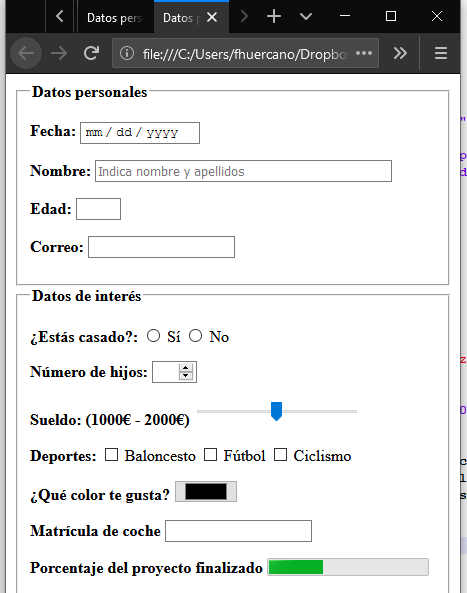 Datos pers
Datos p
file:///C:/Users/fhuercano/Dropbo
Datos personales
Fecha: mm / dd / yyyy
Nombre: Indica nombre y apellidos
Edad:
Correo:
Datos de interés
¿Estás casado?: Sí No
Número de hijos:
Sueldo: (1000€ - 2000€)
Deportes: Baloncesto Fútbol Ciclismo
¿Qué color te gusta?
Matrícula de coche
Porcentaje del proyecto finalizado